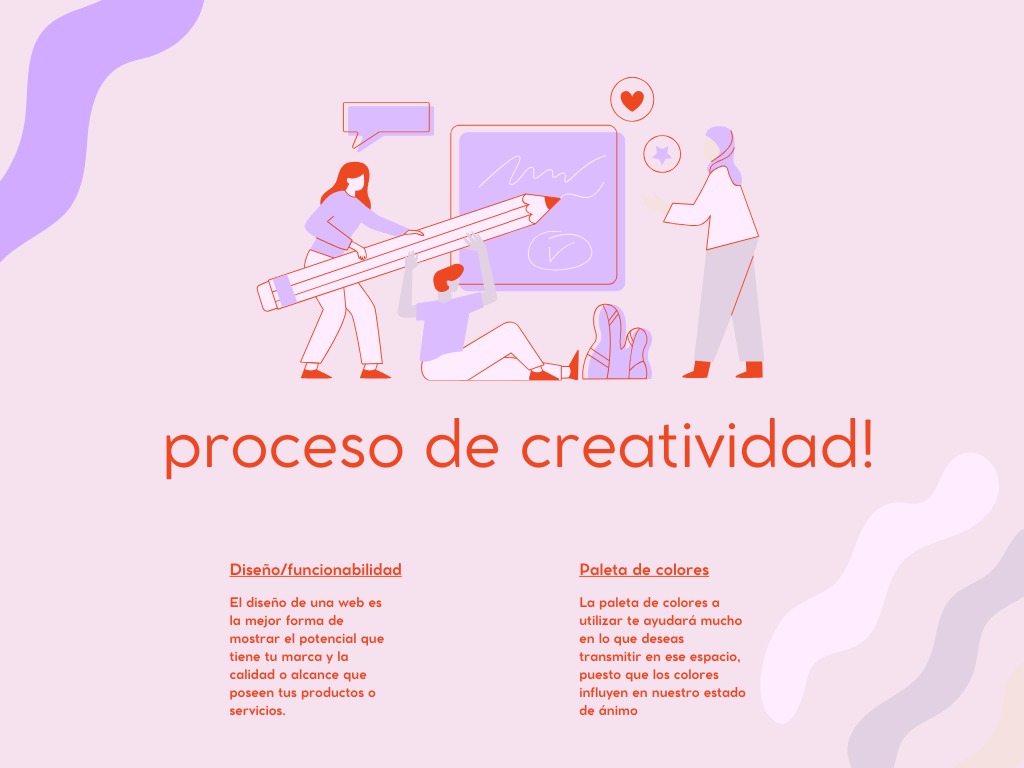 proceso de creatividad!
Diseño/funcionabilidad
El diseño de una web es
la mejor forma de
mostrar el potencial que
tiene tu marca y la
calidad o alcance que
poseen tus productos o
servicios.
Paleta de colores
La paleta de colores a
utilizar te ayudará mucho
en lo que deseas
transmitir en ese espacio,
puesto que los colores
influyen en nuestro estado
de ánimo